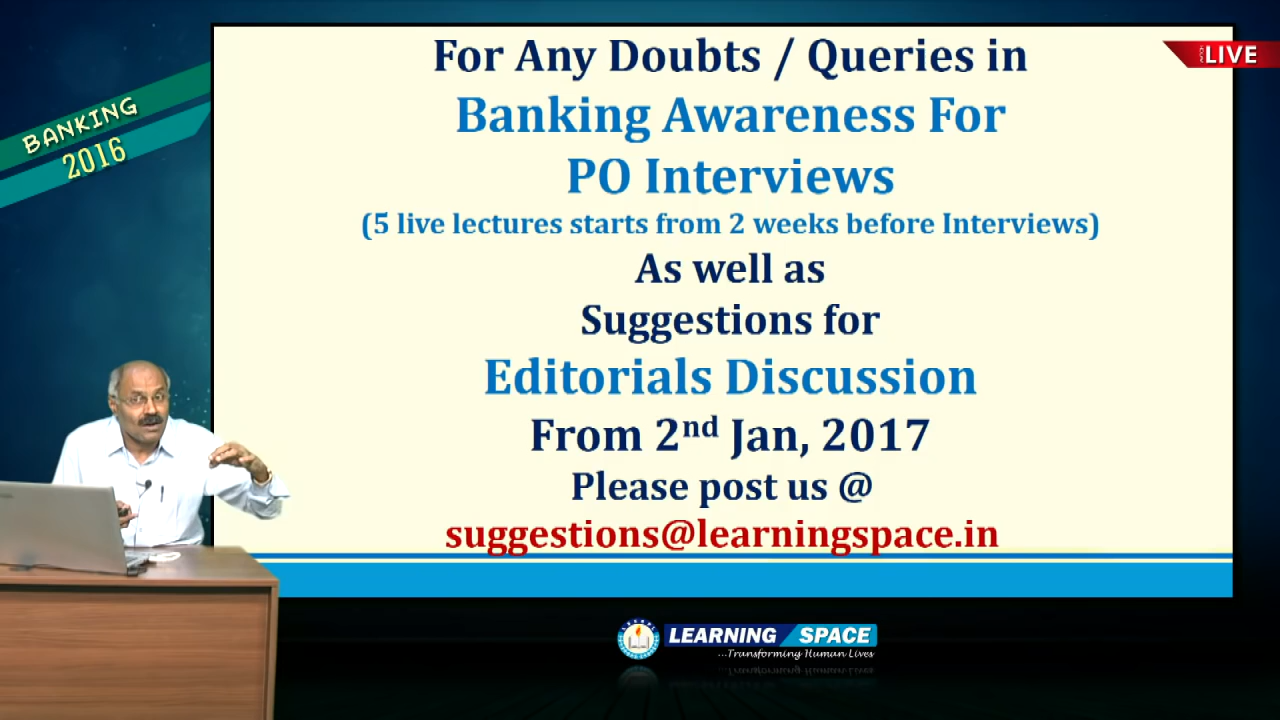 For Any Doubts / Queries in
Banking Awareness For
PO Interviews
(5 live lectures starts from 2 weeks before Interviews)
As well as
Suggestions for
Editorials Discussion
From 2nd Jan, 2017
Please post us @
suggestions@learningspace.in
BANKING
2016
LIVE
LEARNING SPACE
...Transforming Human Lives